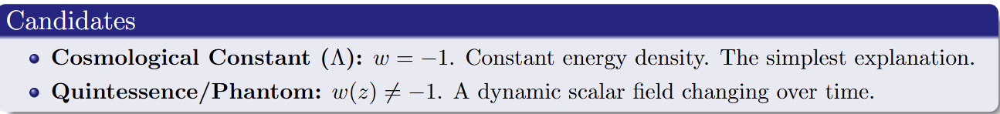 Candidates
Cosmological Constant (Λ): w = −1. Constant energy density. The simplest explanation.
Quintessence/Phantom: w(z) ≠ −1. A dynamic scalar field changing over time.